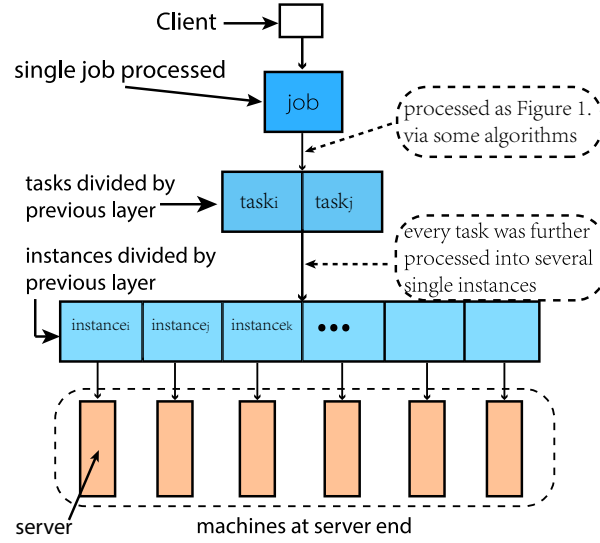 Client
single job processed
job
processed as Figure 1.
via some algorithms
tasks divided by
previous layer
taski
taskj
instances divided by
previous layer
every task was further
processed into several
single instances
instancei
instancej
instancek
•••
server
machines at server end